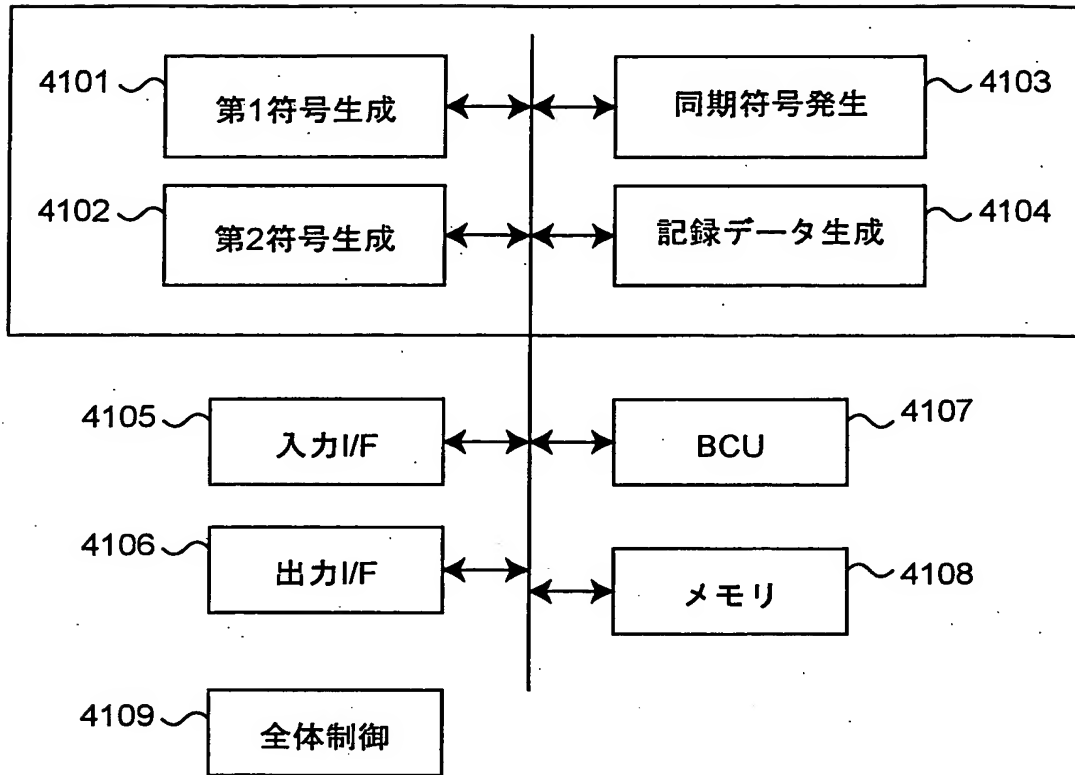 4101
第1符号生成
同期符号発生
4103
4102
第2符号生成
記録データ生成
4104
4105
入力I/F
BCU
4107
4106
出力I/F
メモリ
4108
4109
全体制御